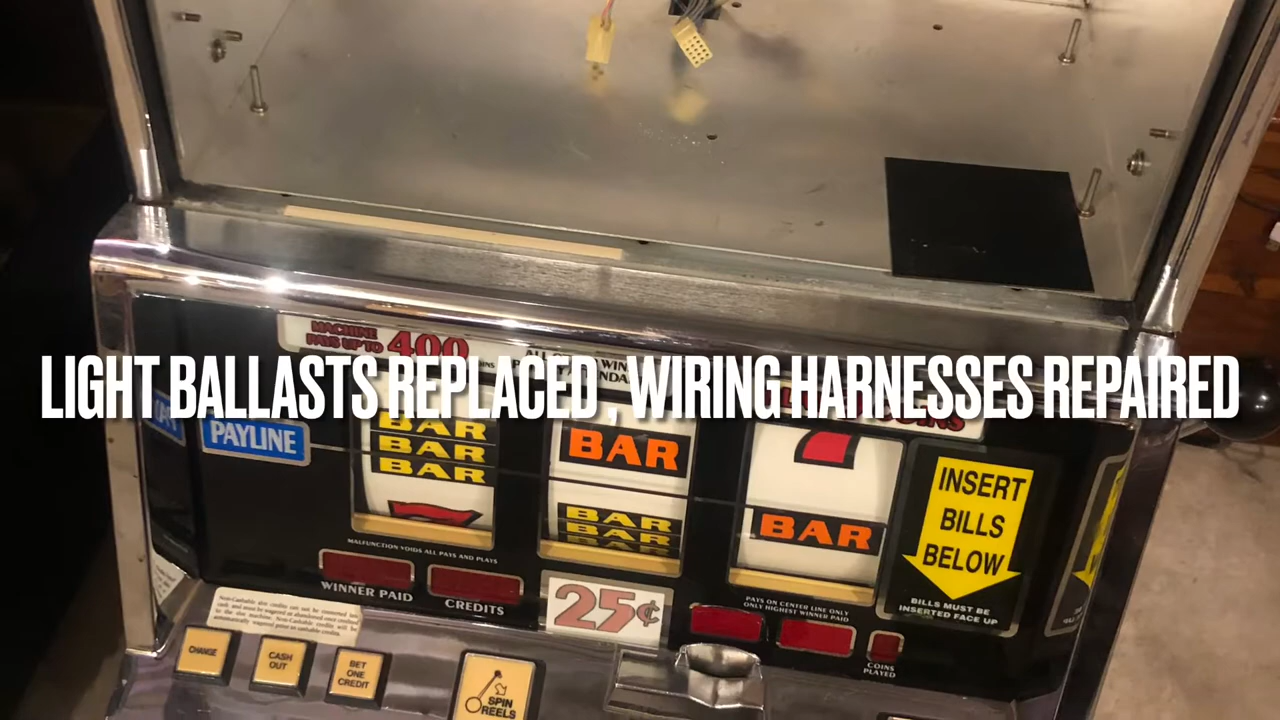 MACHINE
PAYS UP TO 400
LIGHT BALLASTS REPLACED , WIRING HARNESSES REPAIRED
PAYLINE
BAR
BAR
BAR
BAR
BAR
BAR
BAR
BAR
INSERT
BILLS
BELOW
BILLS MUST BE
INSERTED FACE UP
MALFUNCTION VOIDS ALL PAYS AND PLAYS
WINNER PAID
CREDITS
25¢
PAYS ON CENTER LINE ONLY
ONLY HIGHEST WINNER PAID
COINS
PLAYED
CHANGE
CASH
OUT
BET
ONE
CREDIT
SPIN
REELS